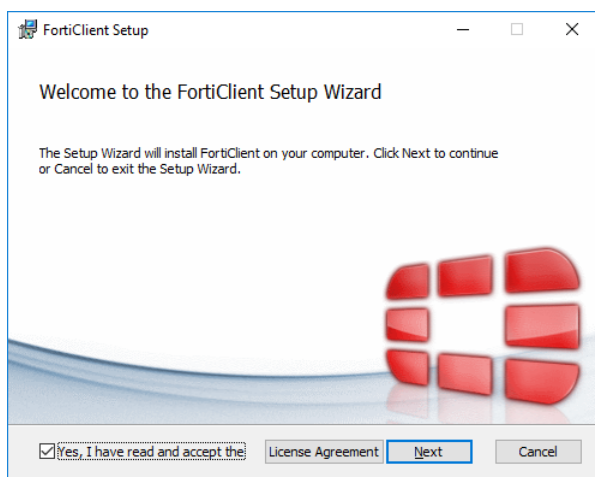 FortiClient Setup
Welcome to the FortiClient Setup Wizard
The Setup Wizard will install FortiClient on your computer. Click Next to continue
or Cancel to exit the Setup Wizard.
Yes, I have read and accept the License Agreement Next Cancel